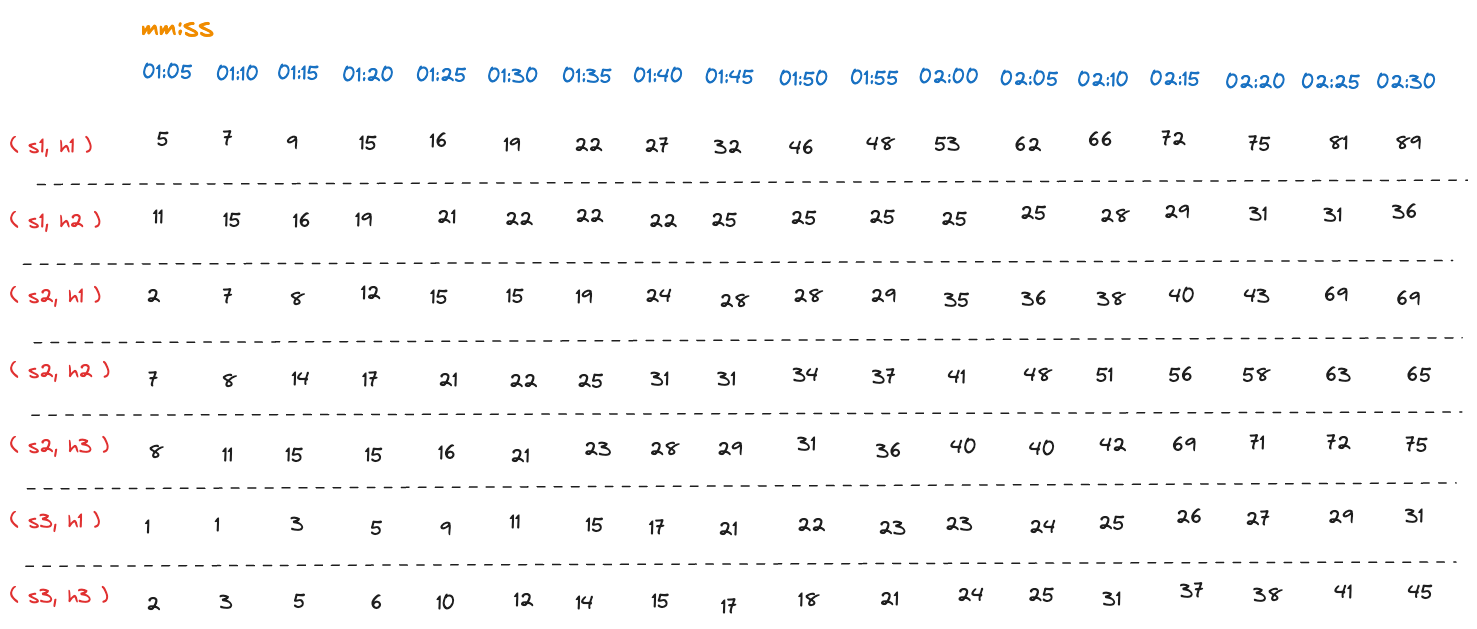 mm:SS
01:05 01:10 01:15 01:20 01:25 01:30 01:35 01:40 01:45 01:50 01:55 02:00 02:05 02:10 02:15 02:20 02:25 02:30
( s1, h1 ) 5 7 9 15 16 19 22 27 32 46 48 53 62 66 72 75 81 89
( s1, h2 ) 11 15 16 19 21 22 22 22 25 25 25 25 25 28 29 31 31 36
( s2, h1 ) 2 7 8 12 15 15 19 24 28 28 29 35 36 38 40 43 69 69
( s2, h2 ) 7 8 14 17 21 22 25 31 31 34 37 41 48 51 56 58 63 65
( s2, h3 ) 8 11 15 15 16 21 23 28 29 31 36 40 40 42 69 71 72 75
( s3, h1 ) 1 1 3 5 9 11 15 17 21 22 23 23 24 25 26 27 29 31
( s3, h3 ) 2 3 5 6 10 12 14 15 17 18 21 24 25 31 37 38 41 45